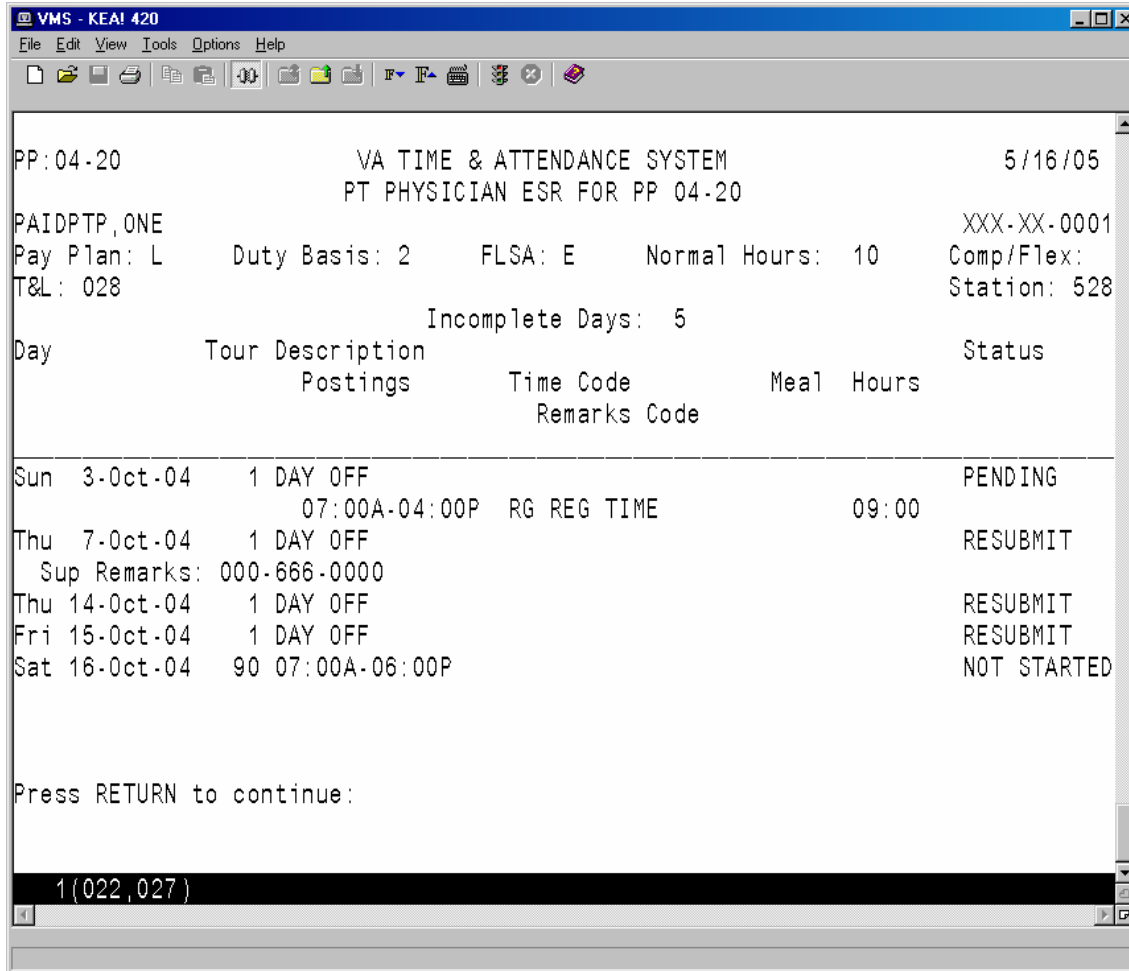 VMS - KEA! 420
File Edit View Tools Options Help
PP:04-20 VA TIME & ATTENDANCE SYSTEM 5/16/05
PT PHYSICIAN ESR FOR PP 04-20
PAIDPTP,ONE XXX-XX-0001
Pay Plan: L Duty Basis: 2 FLSA: E Normal Hours: 10 Comp/Flex:
T&L: 028 Station: 528
Incomplete Days: 5
Day Tour Description Status
Postings Time Code Meal Hours
Remarks Code
Sun 3-Oct-04 1 DAY OFF PENDING
07:00A-04:00P RG REG TIME 09:00
Thu 7-Oct-04 1 DAY OFF RESUBMIT
Sup Remarks: 000-666-0000
Thu 14-Oct-04 1 DAY OFF RESUBMIT
Fri 15-Oct-04 1 DAY OFF RESUBMIT
Sat 16-Oct-04 90 07:00A-06:00P NOT STARTED
Press RETURN to continue:
1(022,027)